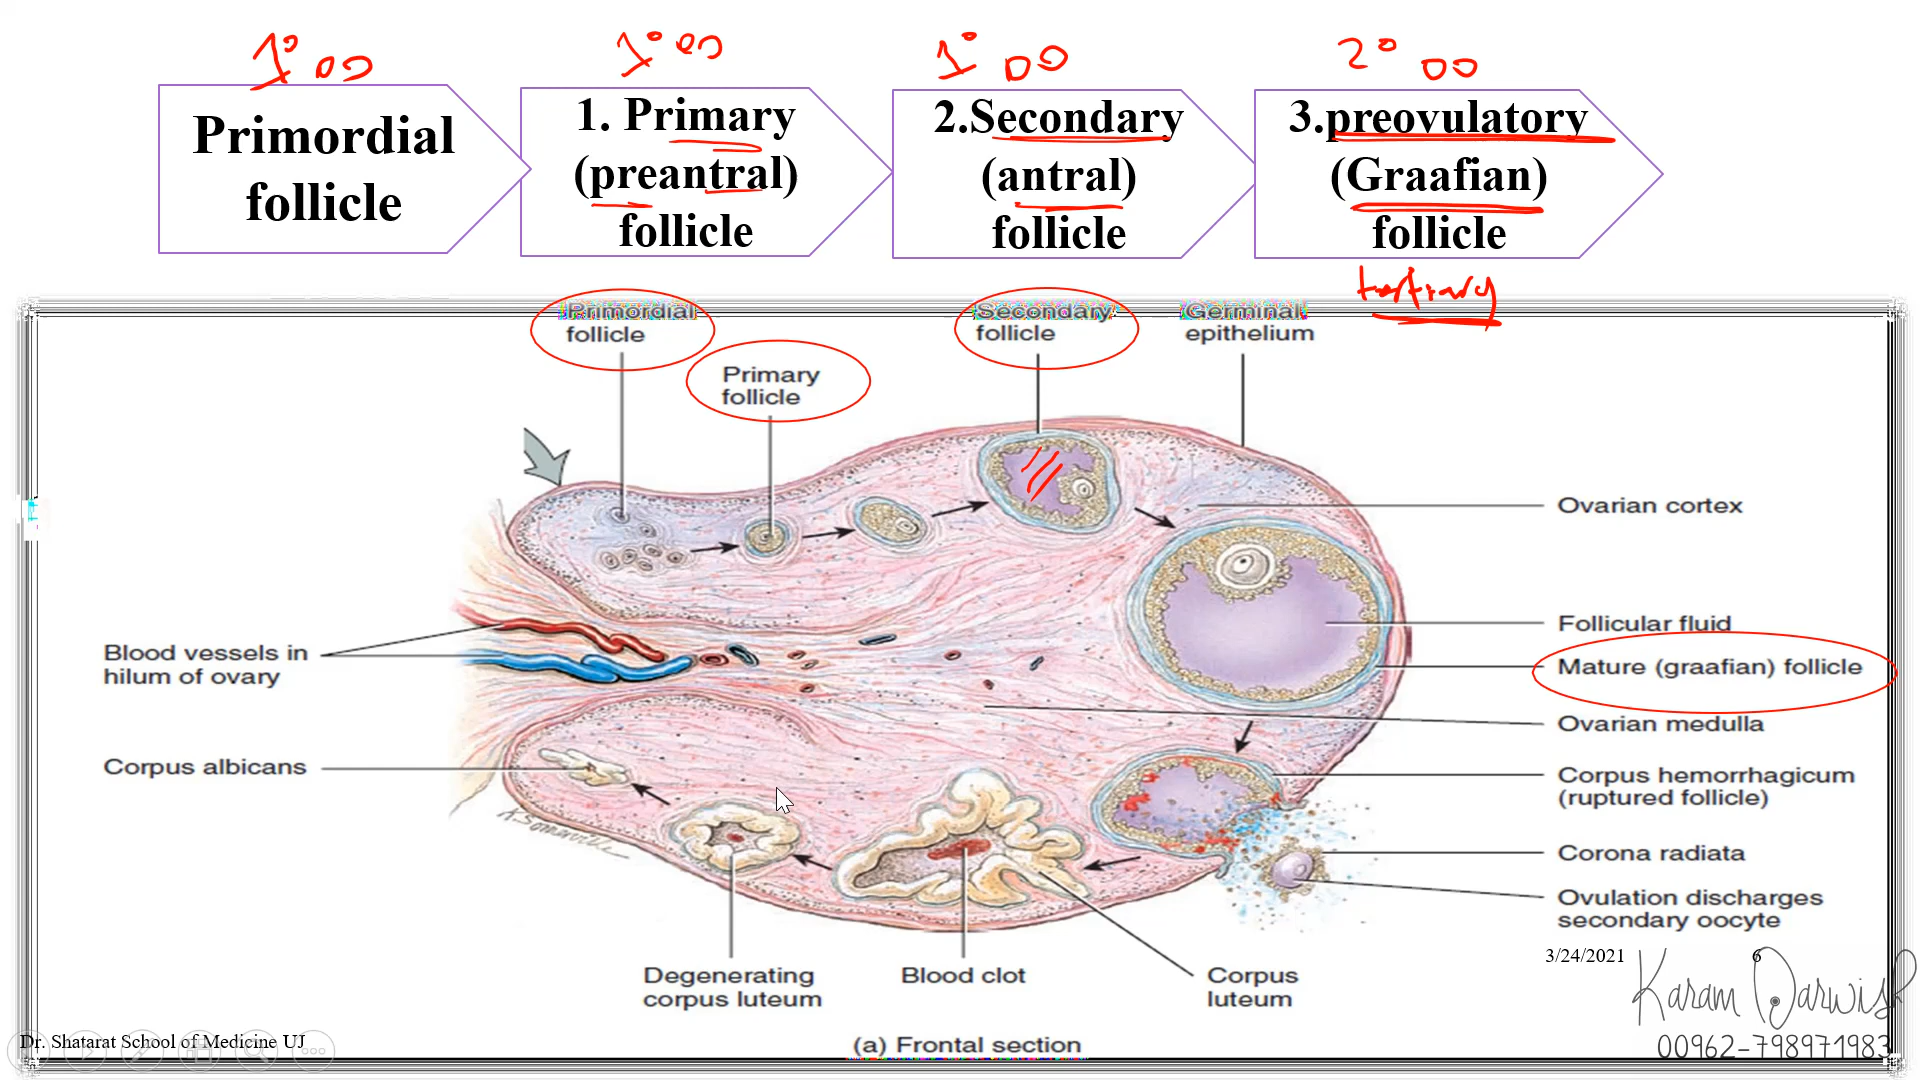 1° oo
1° oo
1° oo
2° oo
Primordial
follicle
1. Primary
(preantral)
follicle
2.Secondary
(antral)
follicle
3.preovulatory
(Graafian)
follicle
tertiary
Primordial
follicle
Primary
follicle
Secondary
follicle
Germinal
epithelium
Ovarian cortex
Follicular fluid
Mature (graafian) follicle
Ovarian medulla
Corpus hemorrhagicum
(ruptured follicle)
Corona radiata
Ovulation discharges
secondary oocyte
Blood vessels in
hilum of ovary
Corpus albicans
Degenerating
corpus luteum
Blood clot
Corpus
luteum
(a) Frontal section
3/24/2021
6
Karam Darwish
00962-798971983
Dr. Shatarat School of Medicine UJ